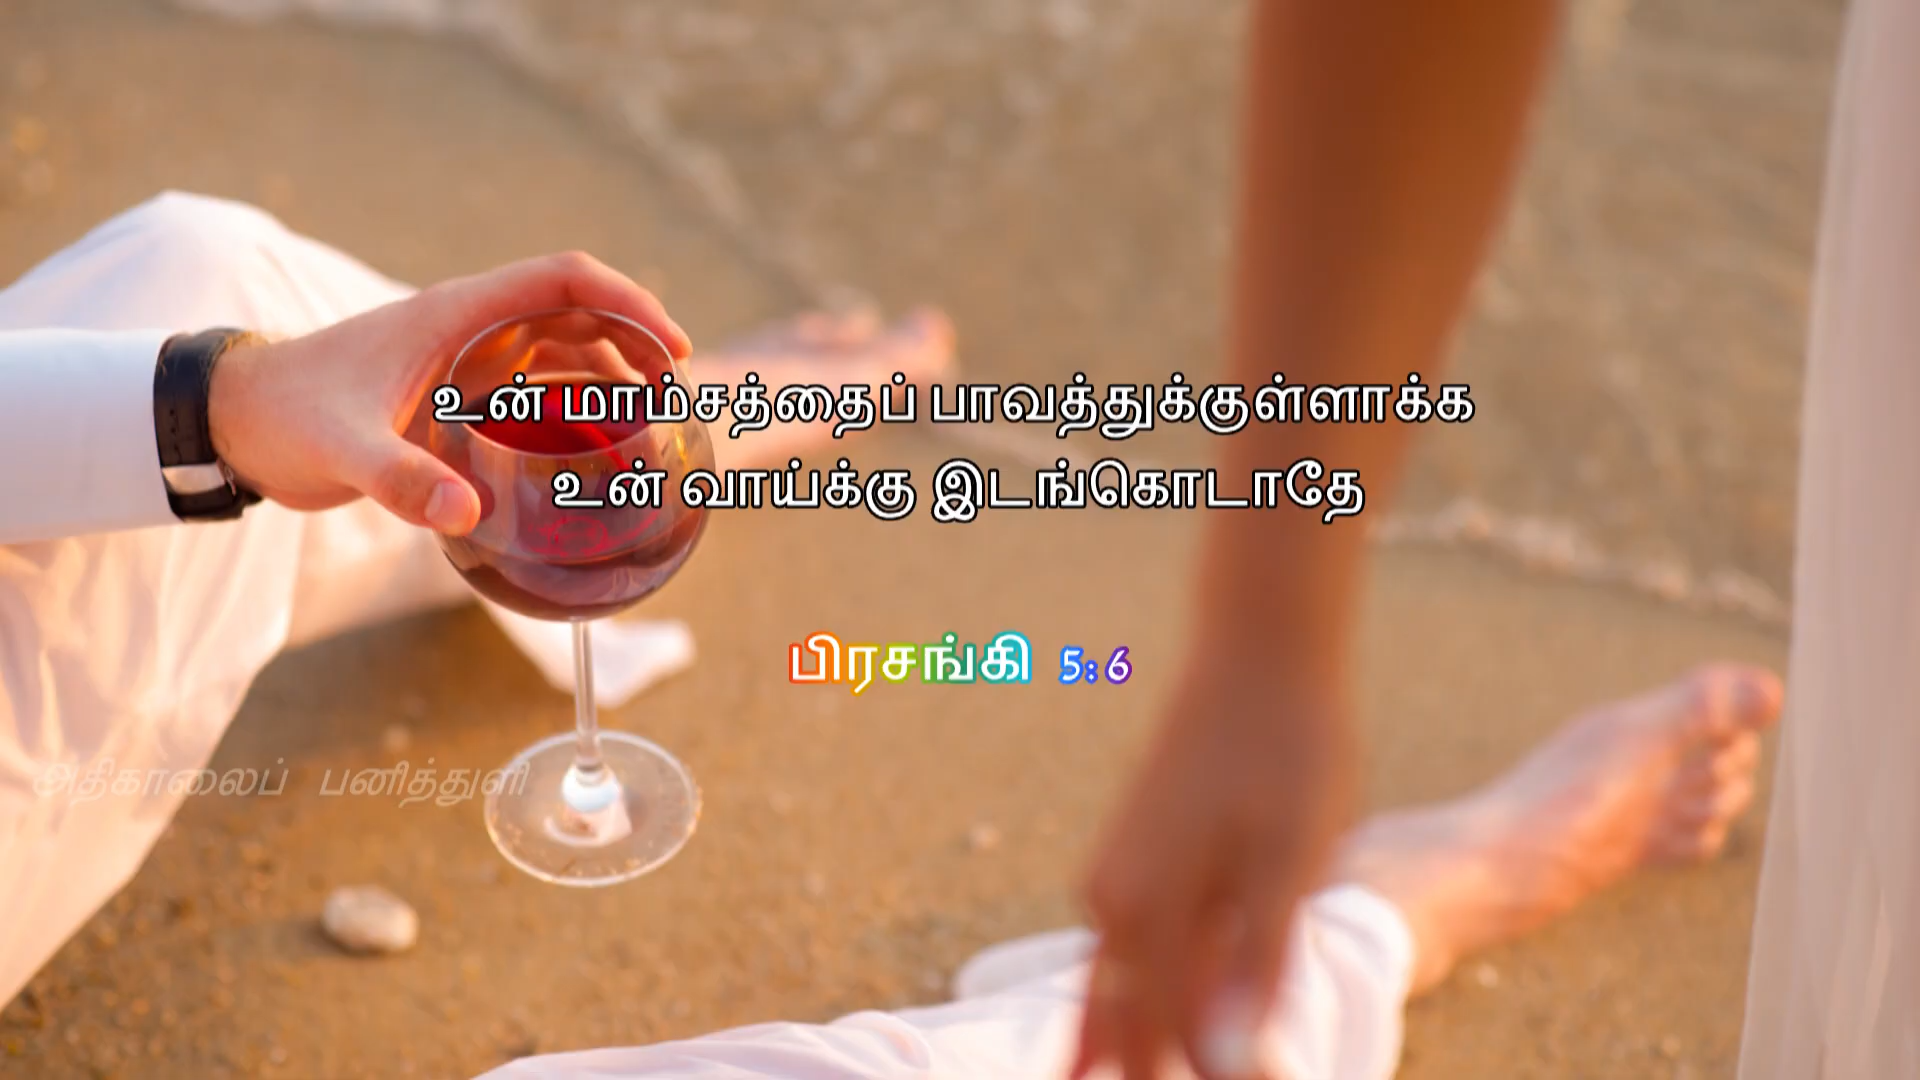 உன் மாம்சத்தைப் பாவத்துக்குள்ளாக்க
உன் வாய்க்கு இடங்கொடாதே
பிரசங்கி 5:6
அதிகாலைப் பனித்துளி